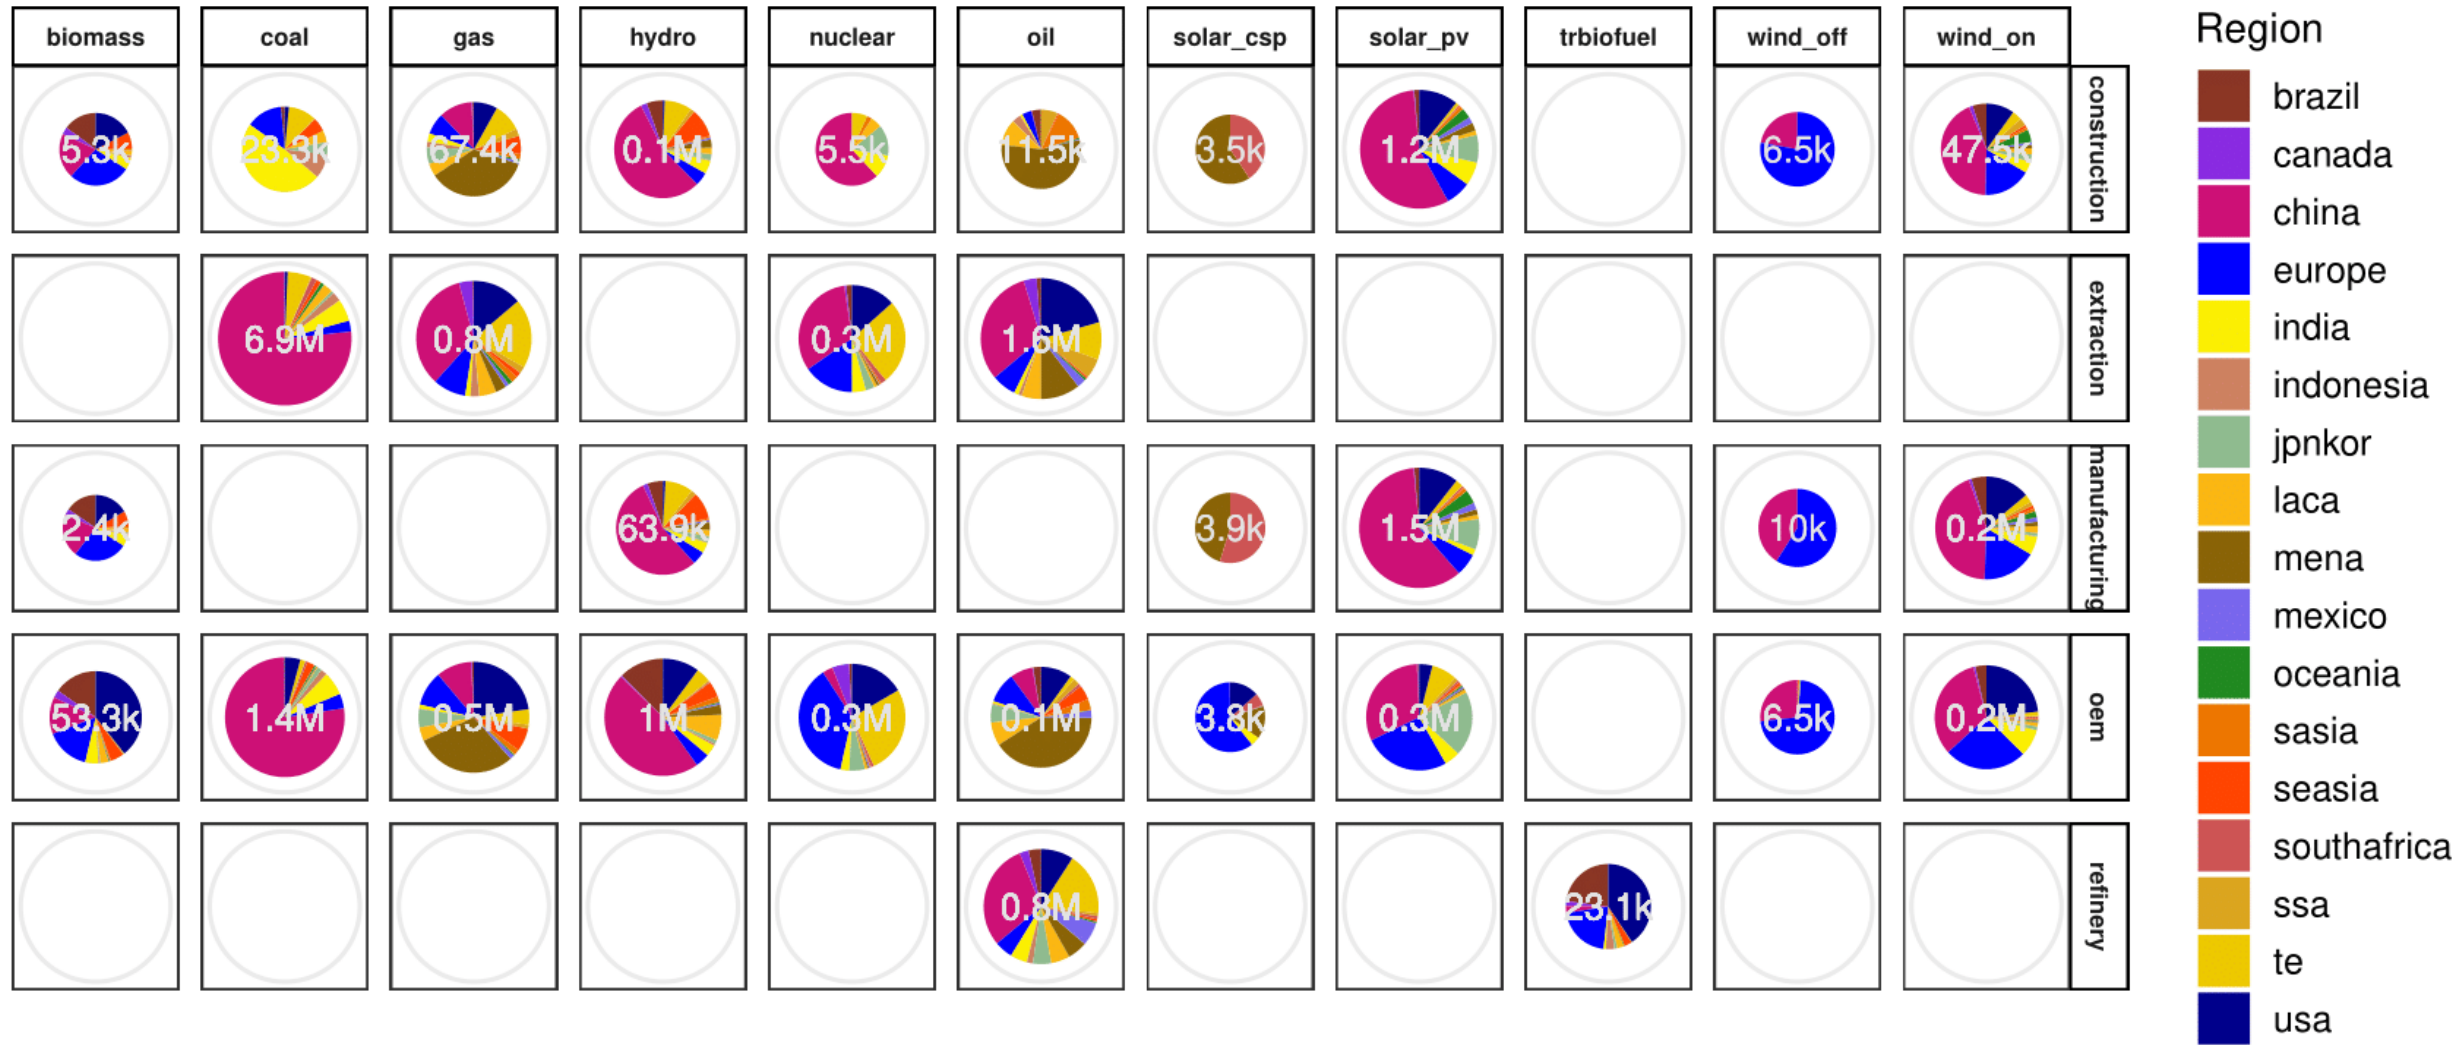 biomass coal gas hydro nuclear oil solar_csp solar_pv trbiofuel wind_off wind_on
5.3k 23.3k 67.4k 0.1M 5.5k 11.5k 3.5k 1.2M 6.5k 47.5k construction
6.9M 0.8M 0.3M 1.6M extraction
2.4k 63.9k 3.9k 1.5M 10k 0.2M manufacturing
53.3k 1.4M 0.5M 1M 0.3M 0.1M 3.8k 0.3M 6.5k 0.2M oem
0.8M 23.1k refinery
Region
brazil
canada
china
europe
india
indonesia
jpnkor
laca
mena
mexico
oceania
sasia
seasia
southafrica
ssa
te
usa